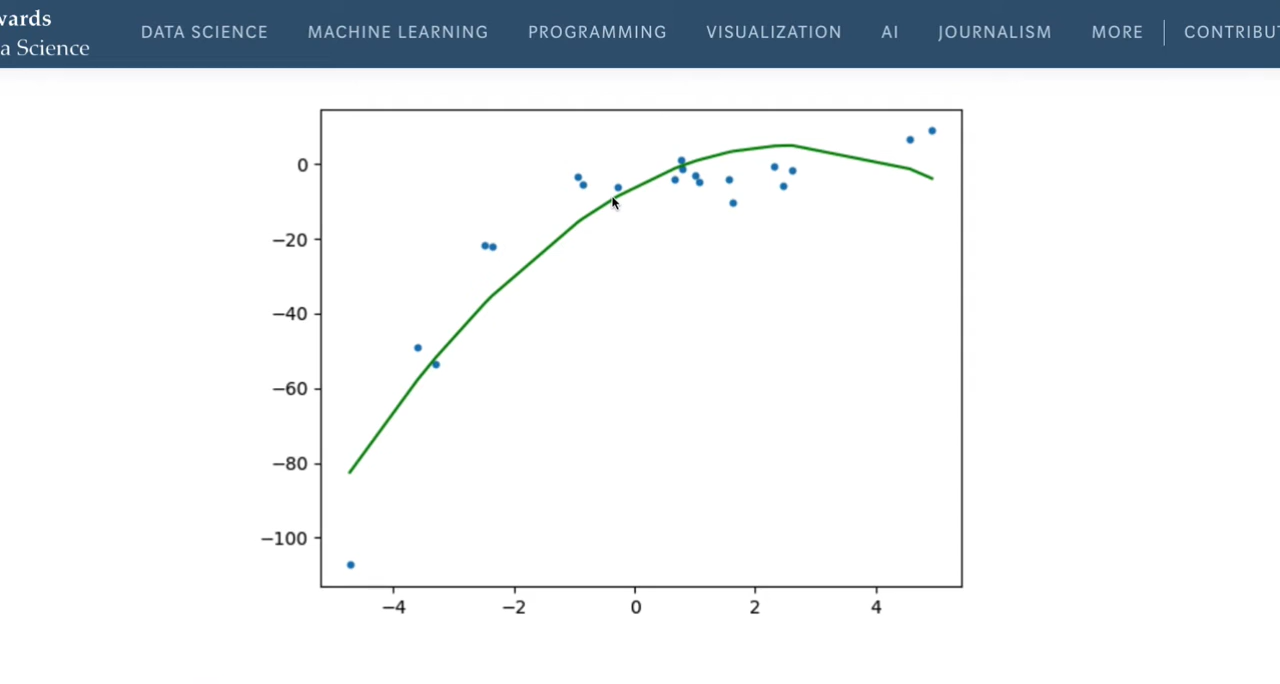 wards
a Science
DATA SCIENCE MACHINE LEARNING PROGRAMMING VISUALIZATION AI JOURNALISM MORE CONTRIBUT
0
−20
−40
−60
−80
−100
−4 −2 0 2 4